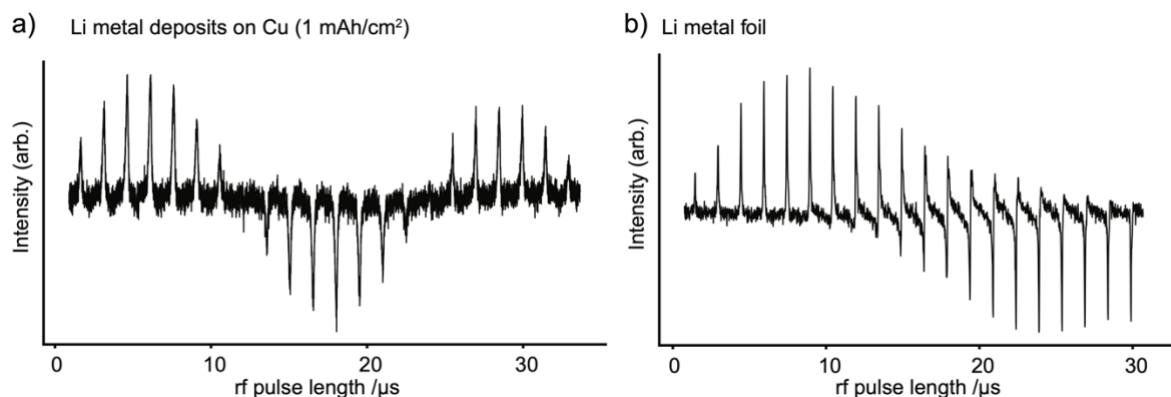 a) Li metal deposits on Cu (1 mAh/cm²)
Intensity (arb.)
0 10 20 30
rf pulse length /µs
b) Li metal foil
Intensity (arb.)
0 10 20 30
rf pulse length /µs